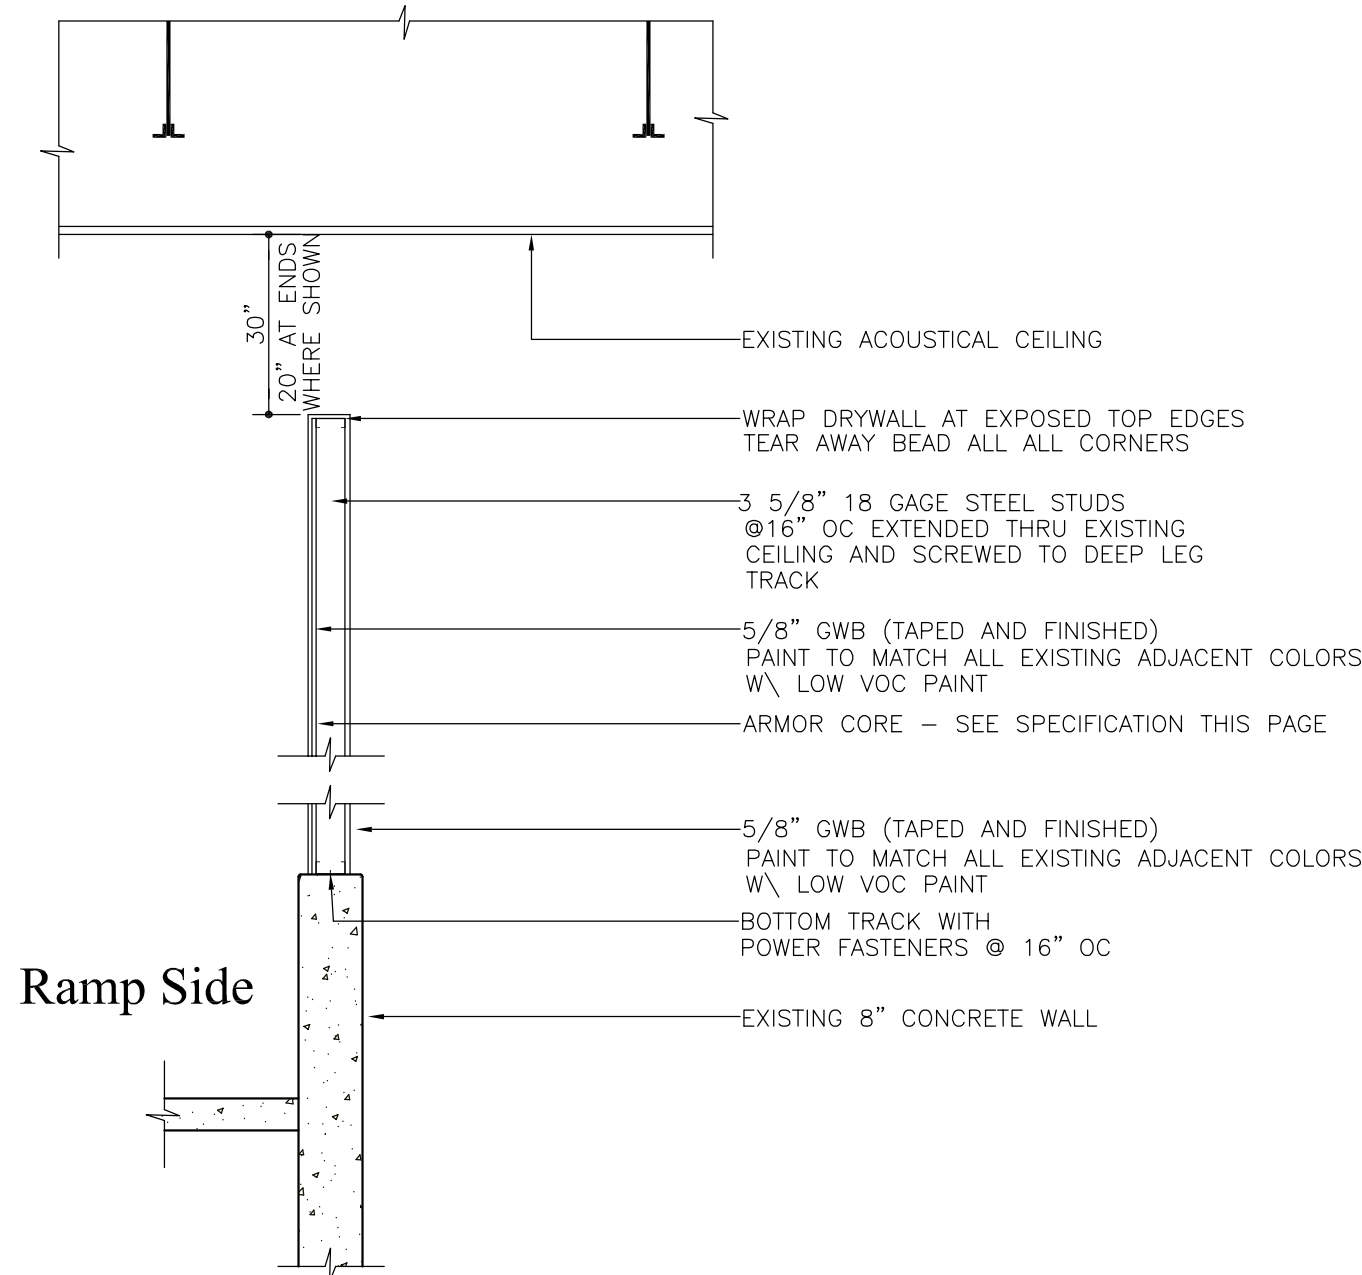 30”
20” AT ENDS
WHERE SHOWN
EXISTING ACOUSTICAL CEILING
WRAP DRYWALL AT EXPOSED TOP EDGES
TEAR AWAY BEAD ALL ALL CORNERS
3 5/8” 18 GAGE STEEL STUDS
@16” OC EXTENDED THRU EXISTING
CEILING AND SCREWED TO DEEP LEG
TRACK
5/8” GWB (TAPED AND FINISHED)
PAINT TO MATCH ALL EXISTING ADJACENT COLORS
W\ LOW VOC PAINT
ARMOR CORE – SEE SPECIFICATION THIS PAGE
5/8” GWB (TAPED AND FINISHED)
PAINT TO MATCH ALL EXISTING ADJACENT COLORS
W\ LOW VOC PAINT
BOTTOM TRACK WITH
POWER FASTENERS @ 16” OC
Ramp Side
EXISTING 8” CONCRETE WALL